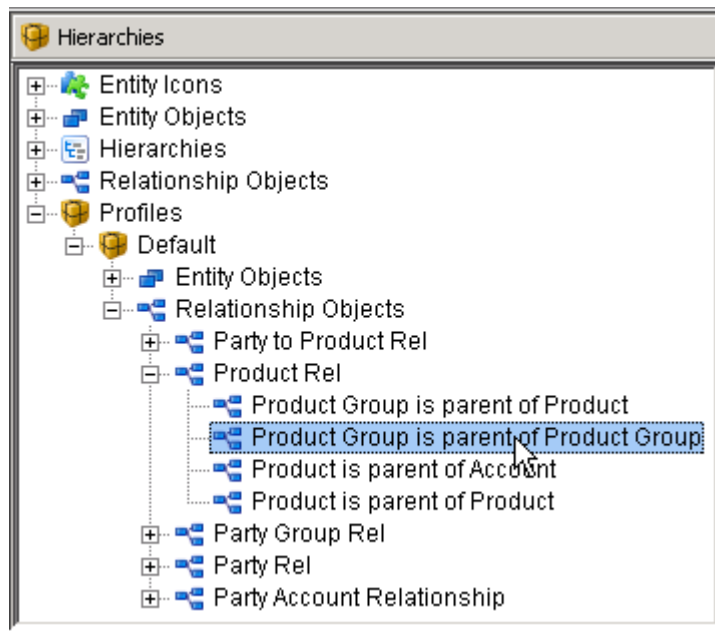 Hierarchies
Entity Icons
Entity Objects
Hierarchies
Relationship Objects
Profiles
Default
Entity Objects
Relationship Objects
Party to Product Rel
Product Rel
Product Group is parent of Product
Product Group is parent of Product Group
Product is parent of Account
Product is parent of Product
Party Group Rel
Party Rel
Party Account Relationship